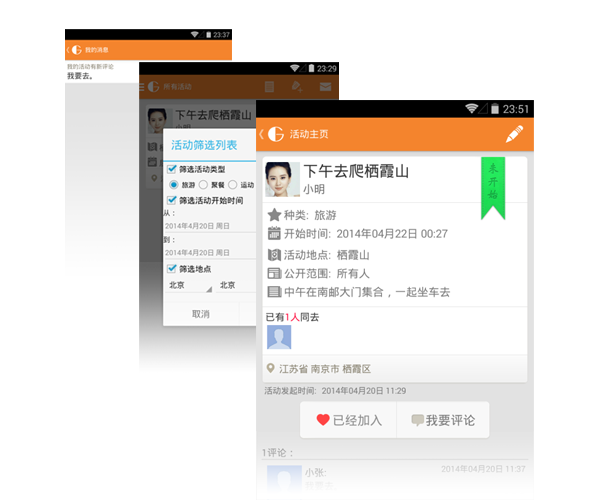 23:37
我的消息
我的活动有新评论
我要去。
23:29
所有活动
下午去爬栖霞山
小明
活动筛选列表
筛选活动类型
旅游 聚餐 运动
筛选活动开始时间
从：
2014年4月20日 周日
到：
2014年4月20日 周日
筛选地点
北京 北京
取消
23:51
活动主页
下午去爬栖霞山
小明
未开始
种类: 旅游
开始时间: 2014年04月22日 00:27
活动地点: 栖霞山
公开范围: 所有人
中午在南邮大门集合，一起坐车去
已有1人同去
江苏省 南京市 栖霞区
活动发起时间: 2014年04月20日 11:29
已经加入 我要评论
1评论：
小张:
2014年04月20日 11:37